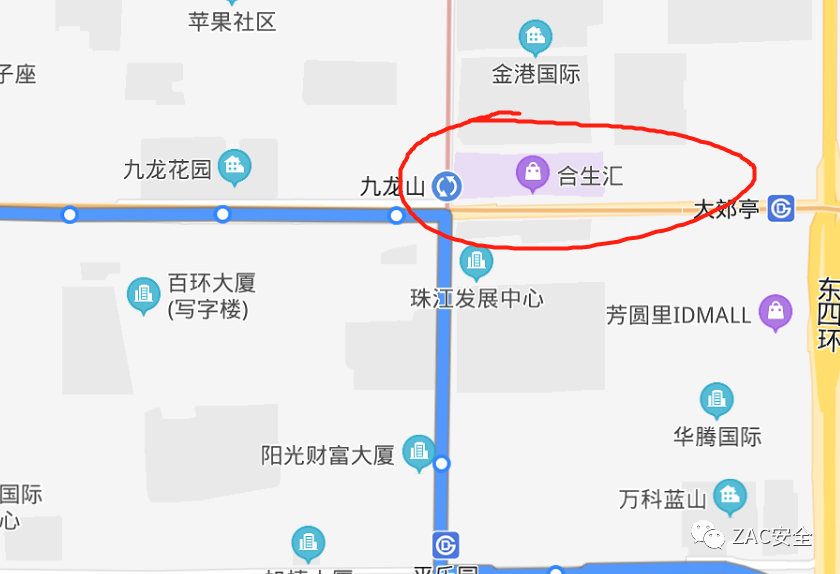 苹果社区
子座
金港国际
九龙花园
九龙山
合生汇
大郊亭
百环大厦
(写字楼)
珠江发展中心
芳圆里IDMALL
东四环
华腾国际
阳光财富大厦
国际
心
万科蓝山
ZAC安全